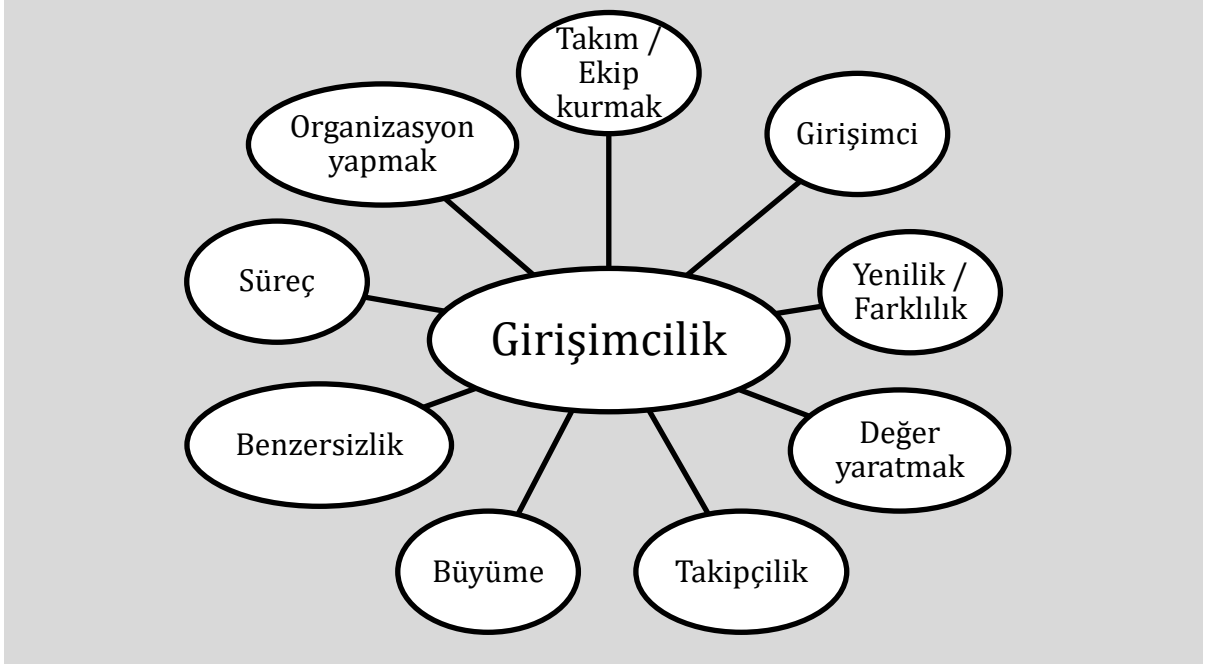 Takım /
Ekip
kurmak
Girişimci
Yenilik /
Farklılık
Değer
yaratmak
Takipçilik
Büyüme
Benzersizlik
Süreç
Organizasyon
yapmak
Girişimcilik